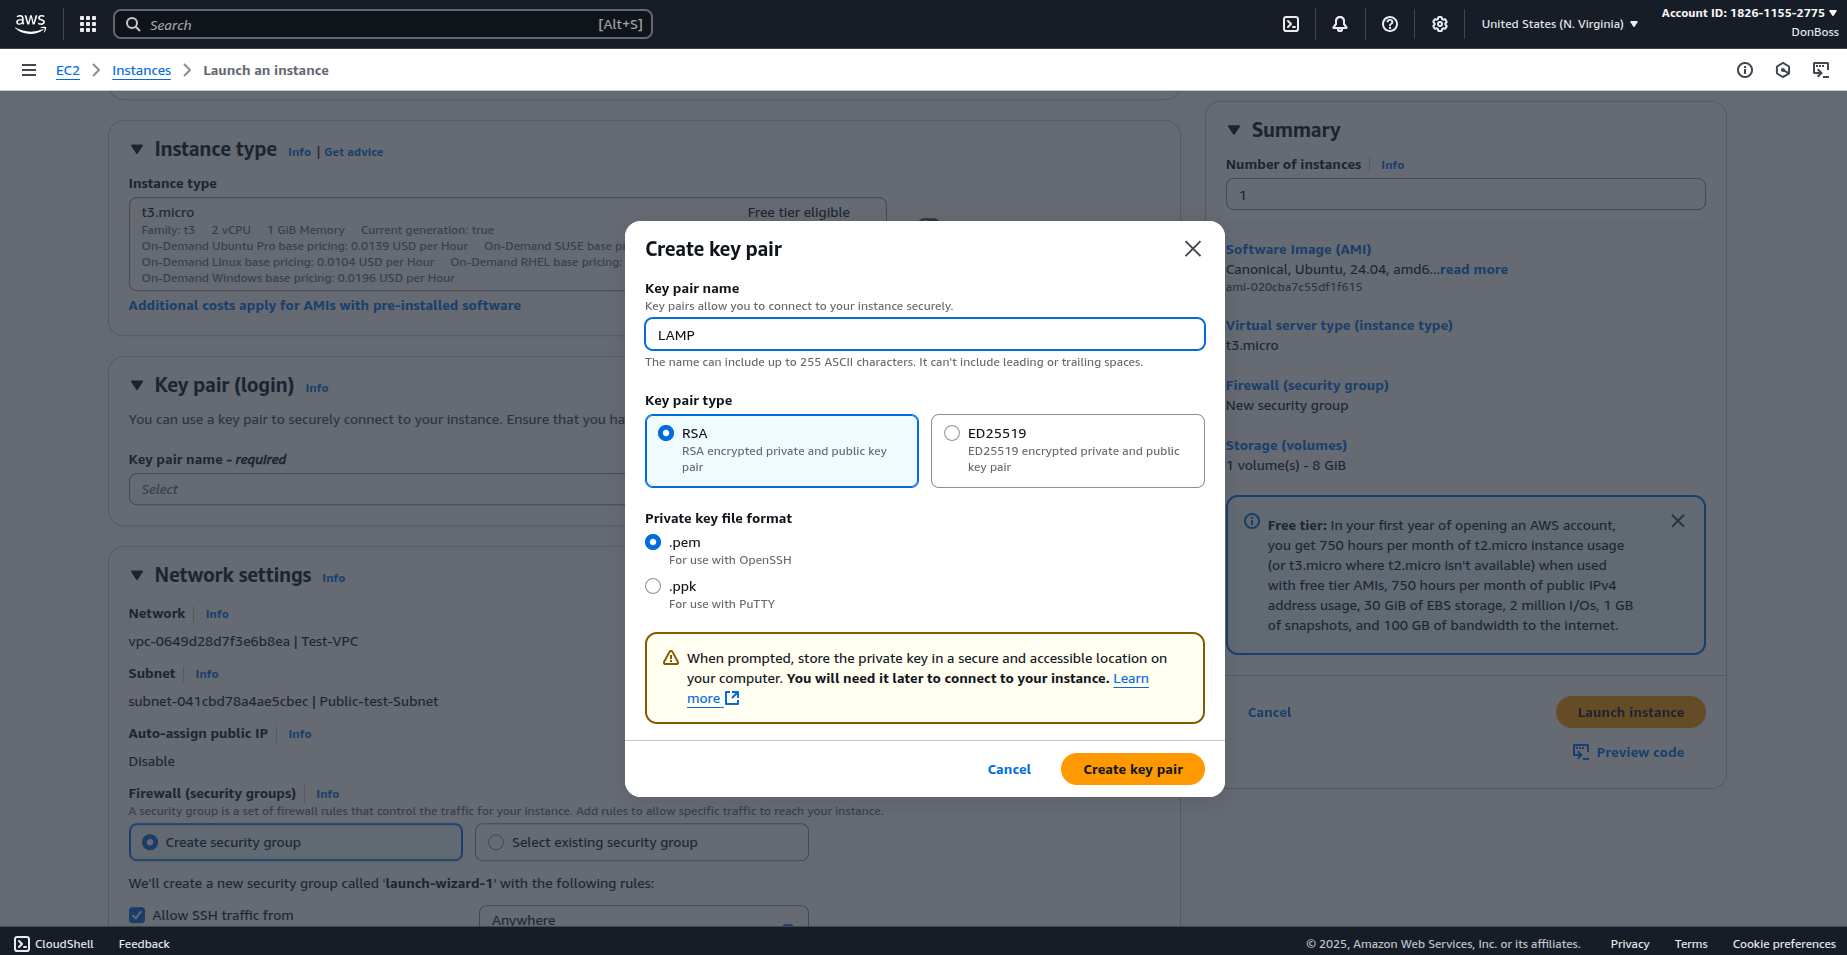 aws
Search
[Alt+S]
United States (N. Virginia)
Account ID: 1826-1155-2775
DonBoss
EC2
Instances
Launch an instance
Instance type
Info
| Get advice
Instance type
t3.micro
Free tier eligible
Family: t3 2 vCPU 1 GiB Memory Current generation: true
On-Demand Ubuntu Pro base pricing: 0.0139 USD per Hour On-Demand SUSE base
On-Demand Linux base pricing: 0.0104 USD per Hour On-Demand RHEL base pricing:
On-Demand Windows base pricing: 0.0196 USD per Hour
Additional costs apply for AMIs with pre-installed software
Key pair (login)
Info
You can use a key pair to securely connect to your instance. Ensure that you
Key pair name – required
Select
Network settings
Info
Network
Info
vpc-0649d28d7f3e6b8ea | Test-VPC
Subnet
Info
subnet-041cbd78a4ae5cbec | Public-test-Subnet
Auto-assign public IP
Info
Disable
Firewall (security groups)
Info
A security group is a set of firewall rules that control the traffic for your instance. Add rules to allow specific traffic to reach your instance.
Create security group
Select existing security group
We'll create a new security group called 'launch-wizard-1' with the following rules:
Allow SSH traffic from
Anywhere
Create key pair
Key pair name
Key pairs allow you to connect to your instance securely.
LAMP
The name can include up to 255 ASCII characters. It can't include leading or trailing spaces.
Key pair type
RSA
RSA encrypted private and public key
pair
ED25519
ED25519 encrypted private and public
key pair
Private key file format
.pem
For use with OpenSSH
.ppk
For use with PuTTY
When prompted, store the private key in a secure and accessible location on
your computer. You will need it later to connect to your instance. Learn
more
Cancel
Create key pair
Summary
Number of instances
Info
1
Software Image (AMI)
Canonical, Ubuntu, 24.04, amd6...read more
ami-020cba7c55df1f615
Virtual server type (instance type)
t3.micro
Firewall (security group)
New security group
Storage (volumes)
1 volume(s) - 8 GiB
Free tier: In your first year of opening an AWS account,
you get 750 hours per month of t2.micro instance usage
(or t3.micro where t2.micro isn't available) when used
with free tier AMIs, 750 hours per month of public IPv4
address usage, 30 GiB of EBS storage, 2 million I/Os, 1 GB
of snapshots, and 100 GB of bandwidth to the internet.
Cancel
Launch instance
Preview code
CloudShell
Feedback
© 2025, Amazon Web Services, Inc. or its affiliates.
Privacy
Terms
Cookie preferences